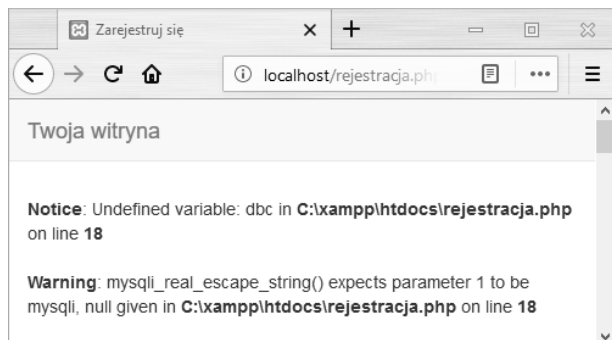 Zarejestruj się
localhost/rejestracja.ph
Twoja witryna
Notice: Undefined variable: dbc in C:\xampp\htdocs\rejestracja.php
on line 18
Warning: mysqli_real_escape_string() expects parameter 1 to be
mysqli, null given in C:\xampp\htdocs\rejestracja.php on line 18